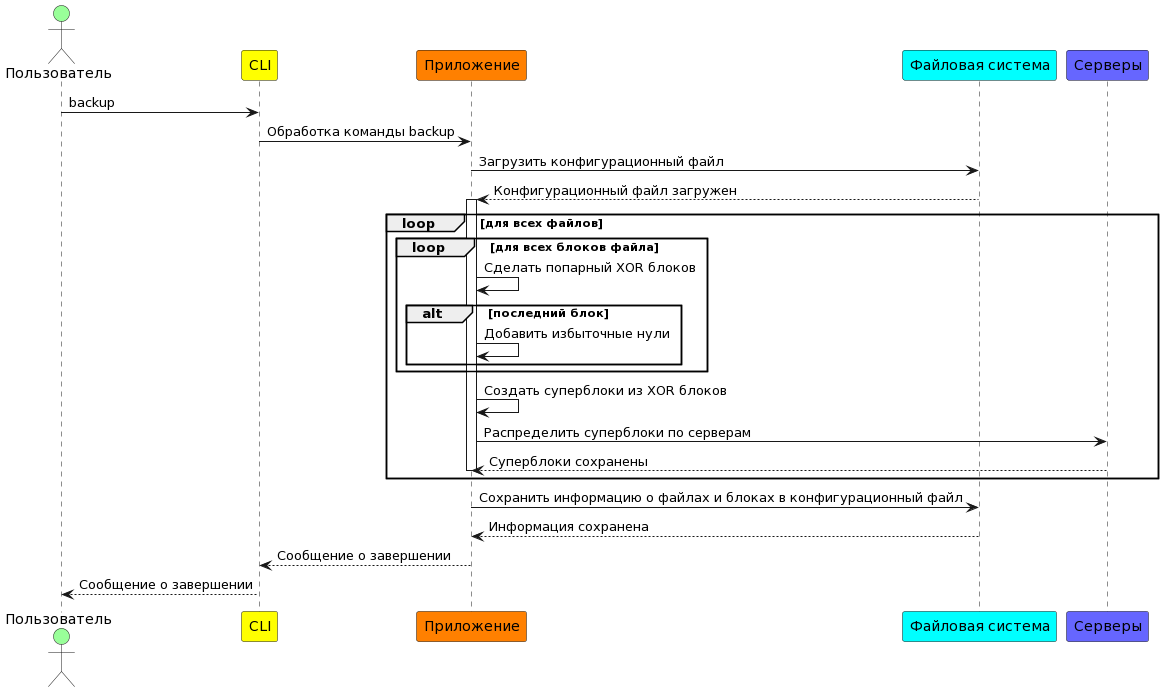 Пользователь
CLI
Приложение
Файловая система
Серверы
backup
Обработка команды backup
Загрузить конфигурационный файл
Конфигурационный файл загружен
loop
[для всех файлов]
loop
[для всех блоков файла]
Сделать попарный XOR блоков
alt
[последний блок]
Добавить избыточные нули
Создать суперблоки из XOR блоков
Распределить суперблоки по серверам
Суперблоки сохранены
Сохранить информацию о файлах и блоках в конфигурационный файл
Информация сохранена
Сообщение о завершении
Сообщение о завершении
Пользователь
CLI
Приложение
Файловая система
Серверы